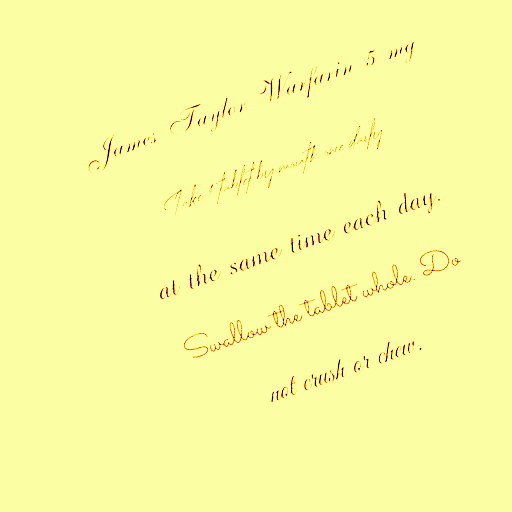 James Taylor Warfarin 5 mg
Take 1 tablet by mouth once daily
at the same time each day.
Swallow the tablet whole. Do
not crush or chew.